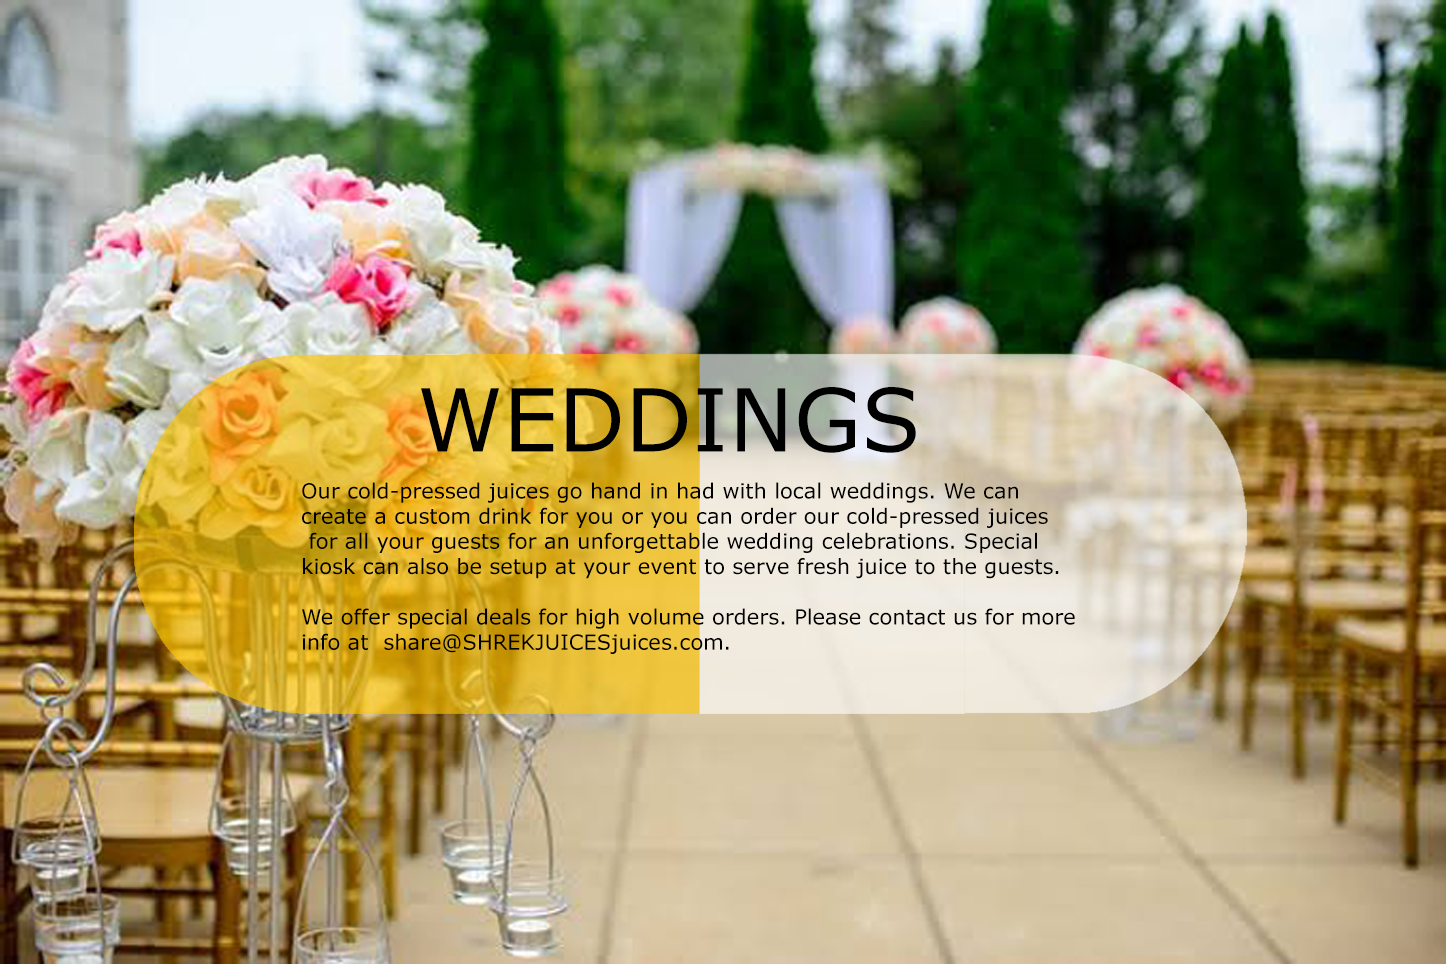 WEDDINGS
Our cold-pressed juices go hand in had with local weddings. We can
create a custom drink for you or you can order our cold-pressed juices
for all your guests for an unforgettable wedding celebrations. Special
kiosk can also be setup at your event to serve fresh juice to the guests.
We offer special deals for high volume orders. Please contact us for more
info at share@SHREKJUICESjuices.com.